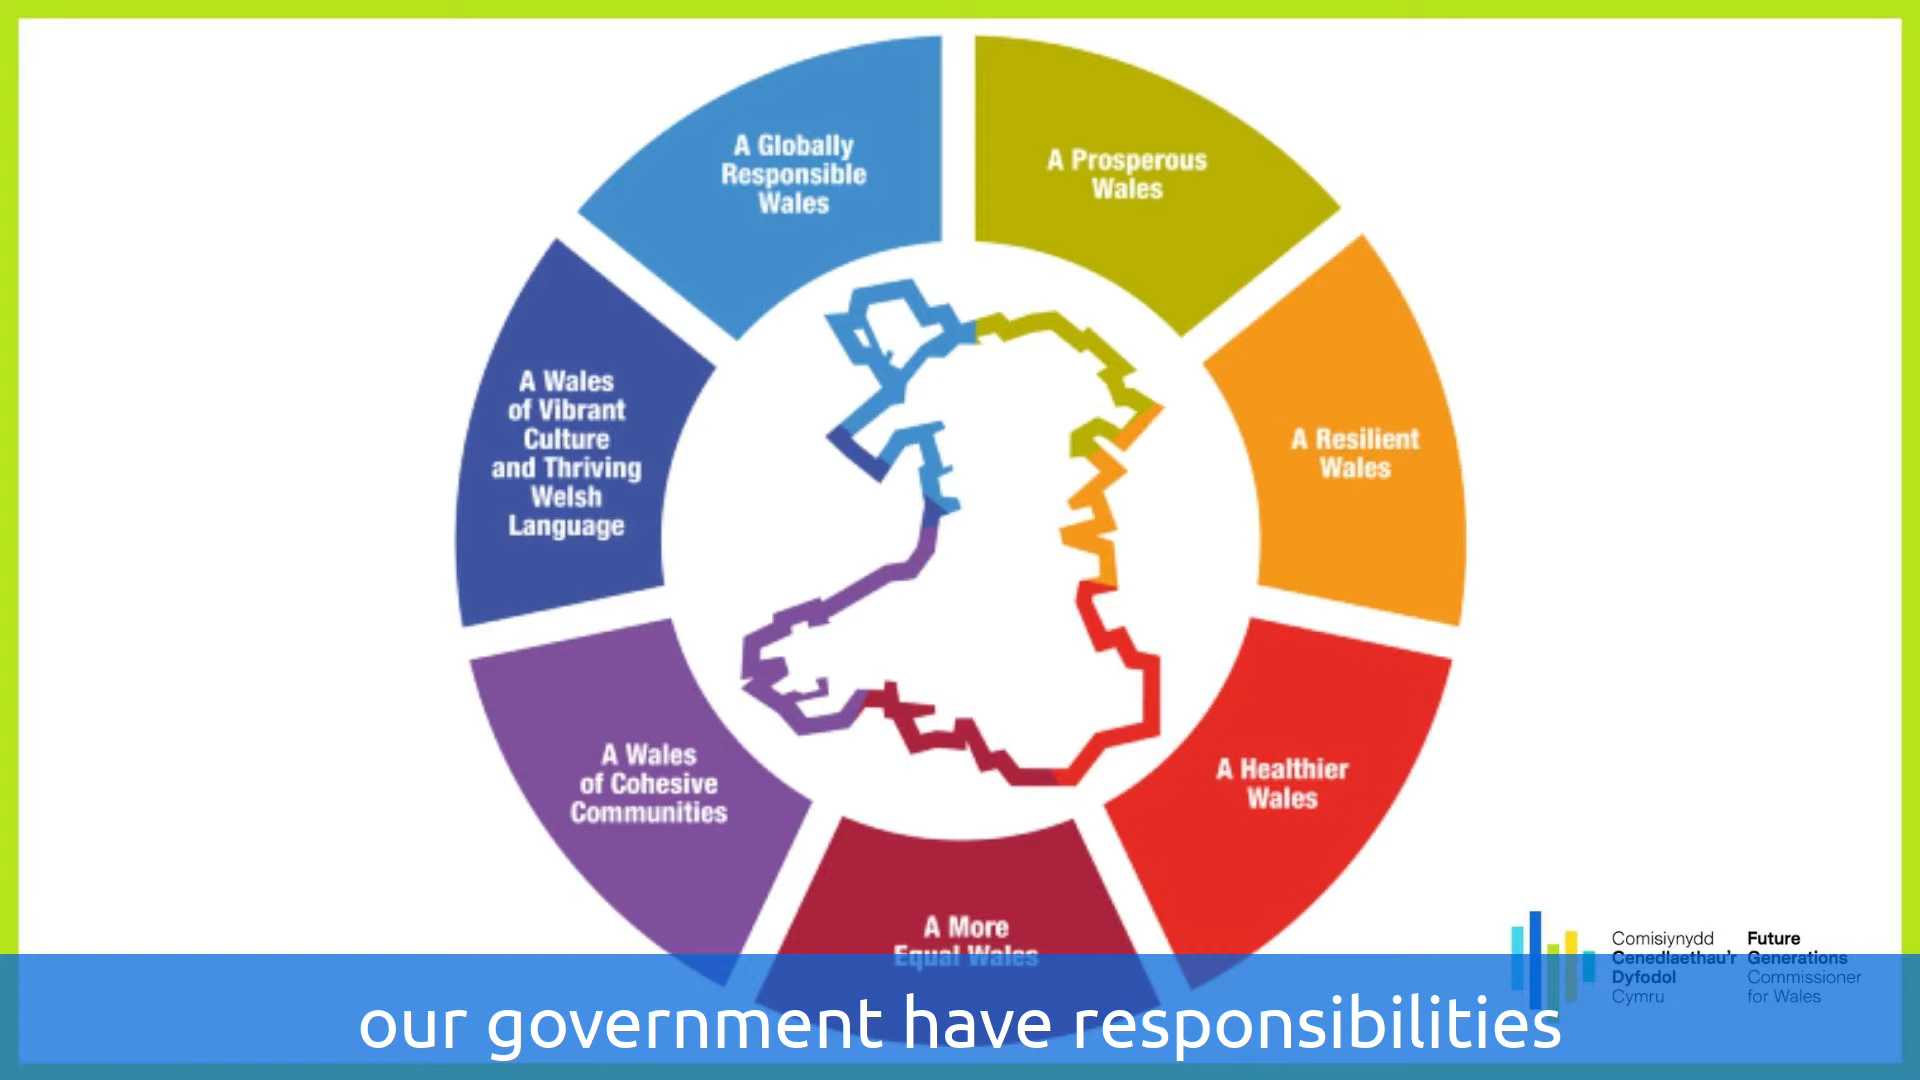 A Globally
Responsible
Wales
A Prosperous
Wales
A Resilient
Wales
A Healthier
Wales
A More
Equal Wales
A Wales
of Cohesive
Communities
A Wales
of Vibrant
Culture
and Thriving
Welsh
Language
Comisiynydd
Cenedlaethau'r
Dyfodol
Cymru
Future
Generations
Commissioner
for Wales
our government have responsibilities